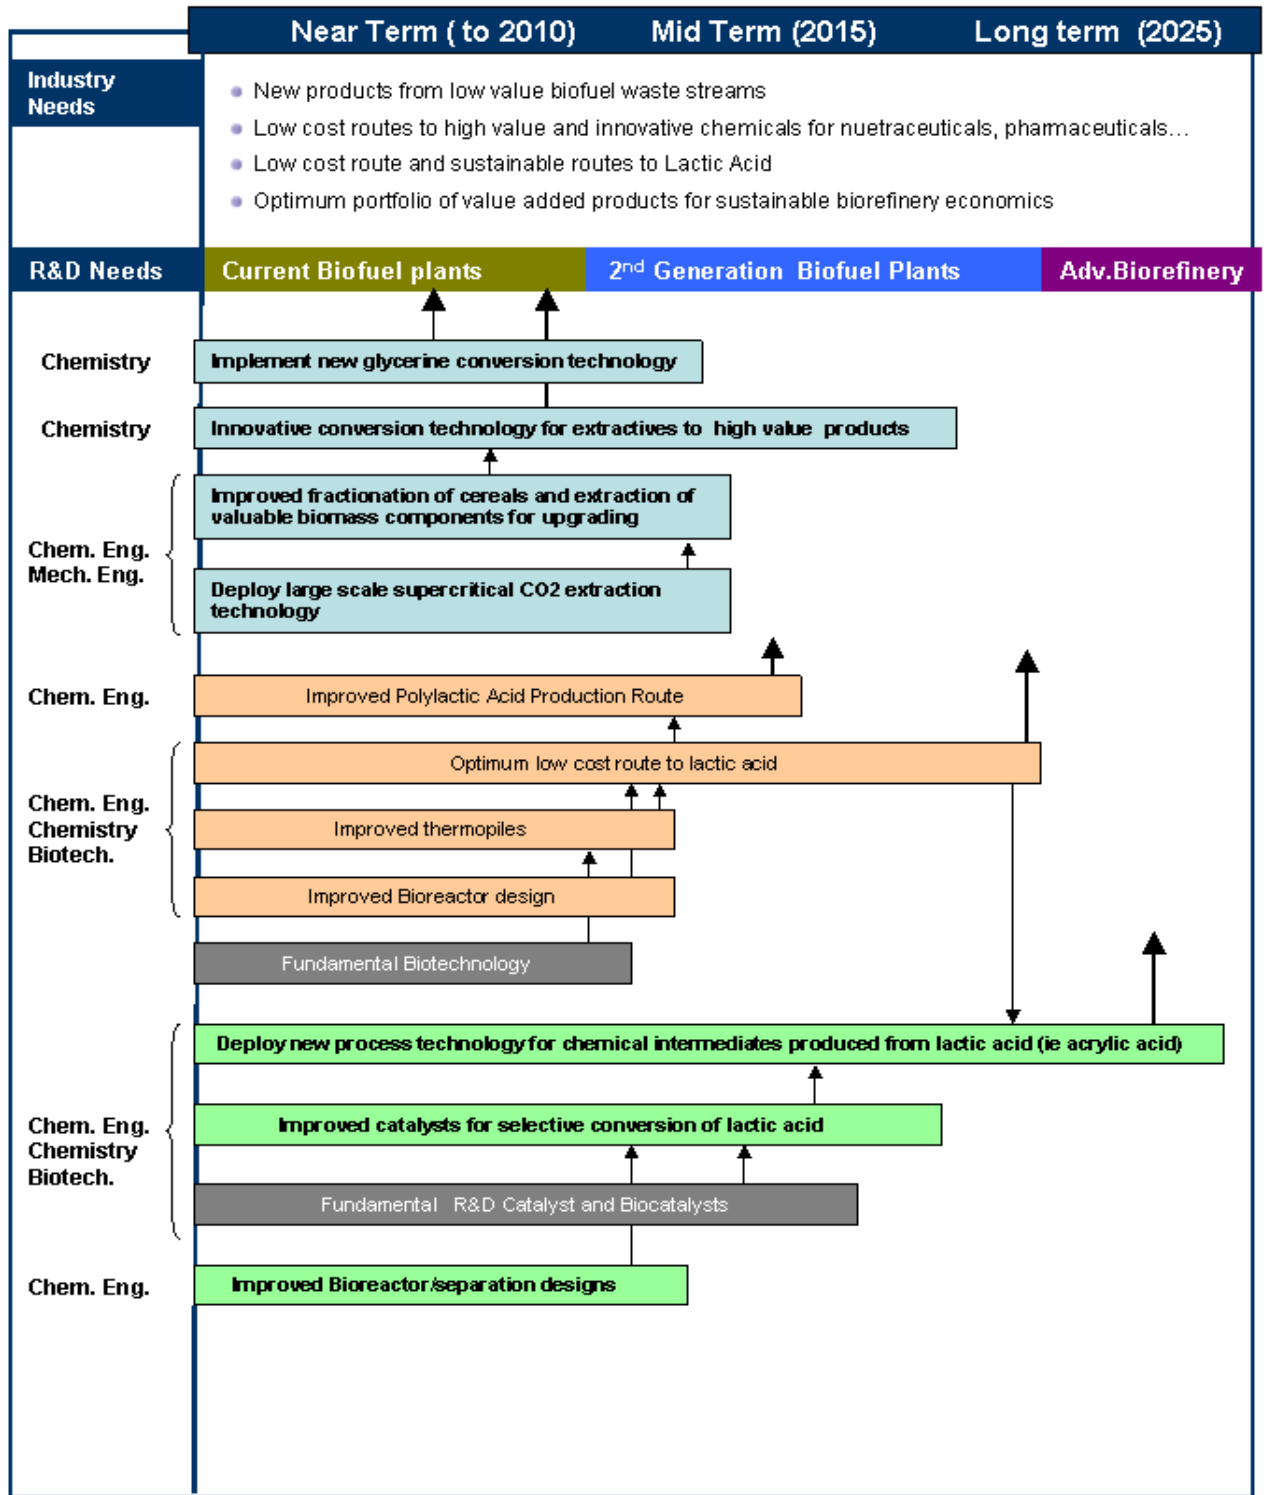 Near Term ( to 2010) Mid Term (2015) Long term (2025)
Industry
Needs
New products from low value biofuel waste streams
Low cost routes to high value and innovative chemicals for nuetraceuticals, pharmaceuticals...
Low cost route and sustainable routes to Lactic Acid
Optimum portfolio of value added products for sustainable biorefinery economics
R&D Needs Current Biofuel plants 2nd Generation Biofuel Plants Adv.Biorefinery
Chemistry Implement new glycerine conversion technology
Chemistry Innovative conversion technology for extractives to high value products
Improved fractionation of cereals and extraction of
valuable biomass components for upgrading
Chem. Eng.
Mech. Eng.
Deploy large scale supercritical CO2 extraction
technology
Chem. Eng. Improved Polylactic Acid Production Route
Optimum low cost route to lactic acid
Chem. Eng.
Chemistry
Biotech.
Improved thermopiles
Improved Bioreactor design
Fundamental Biotechnology
Deploy new process technology for chemical intermediates produced from lactic acid (ie acrylic acid)
Chem. Eng.
Chemistry
Biotech.
Improved catalysts for selective conversion of lactic acid
Fundamental R&D Catalyst and Biocatalysts
Chem. Eng. Improved Bioreactor/separation designs